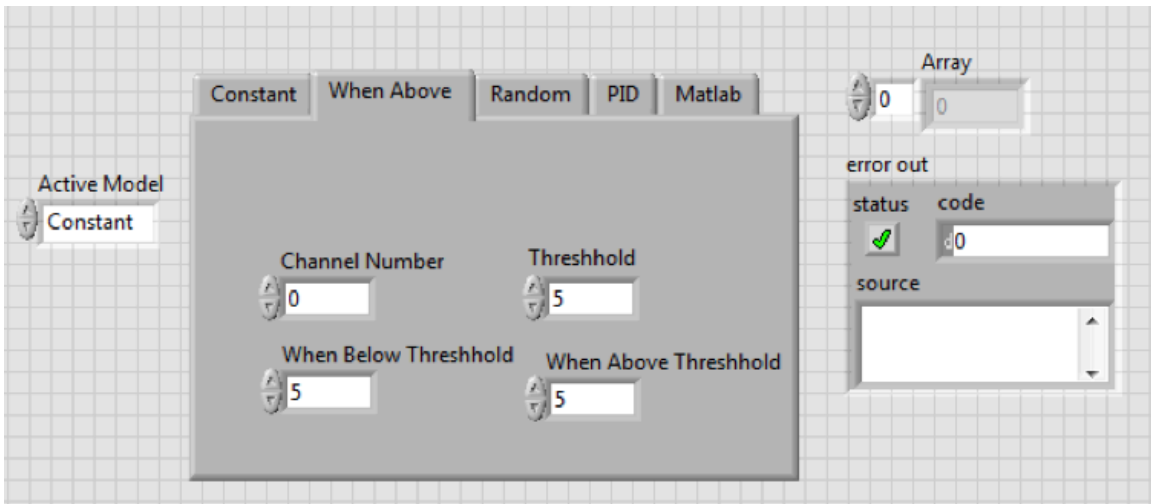 Array
Constant When Above Random PID Matlab
0 0
error out
Active Model
status code
Constant
0
Channel Number Threshhold
source
0 5
When Below Threshhold When Above Threshhold
5 5